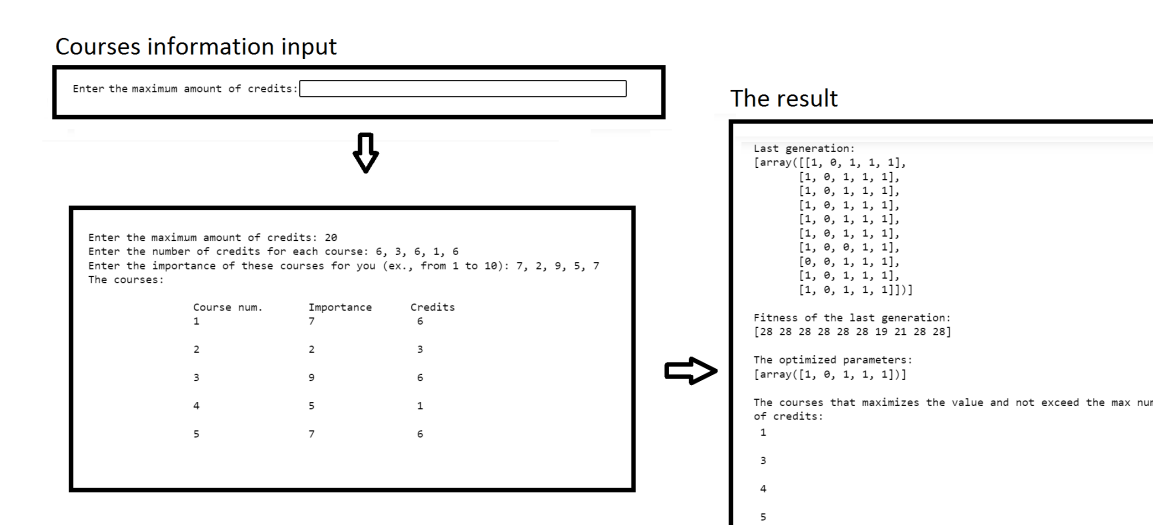 Courses information input
Enter the maximum amount of credits:
Enter the maximum amount of credits: 20
Enter the number of credits for each course: 6, 3, 6, 1, 6
Enter the importance of these courses for you (ex., from 1 to 10): 7, 2, 9, 5, 7
The courses:
Course num. Importance Credits
1 7 6
2 2 3
3 9 6
4 5 1
5 7 6
The result
Last generation:
[array([[1, 0, 1, 1, 1],
[1, 0, 1, 1, 1],
[1, 0, 1, 1, 1],
[1, 0, 1, 1, 1],
[1, 0, 1, 1, 1],
[1, 0, 1, 1, 1],
[1, 0, 0, 1, 1],
[0, 0, 1, 1, 1],
[1, 0, 1, 1, 1],
[1, 0, 1, 1, 1]])]
Fitness of the last generation:
[28 28 28 28 28 28 19 21 28 28]
The optimized parameters:
[array([1, 0, 1, 1, 1])]
The courses that maximizes the value and not exceed the max
of credits:
1
3
4
5